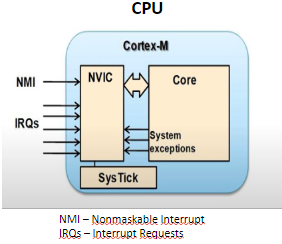 CPU
Cortex-M
NMI
NVIC
Core
IRQs
System
exceptions
SysTick
NMI – Nonmaskable Interrupt
IRQs – Interrupt Requests